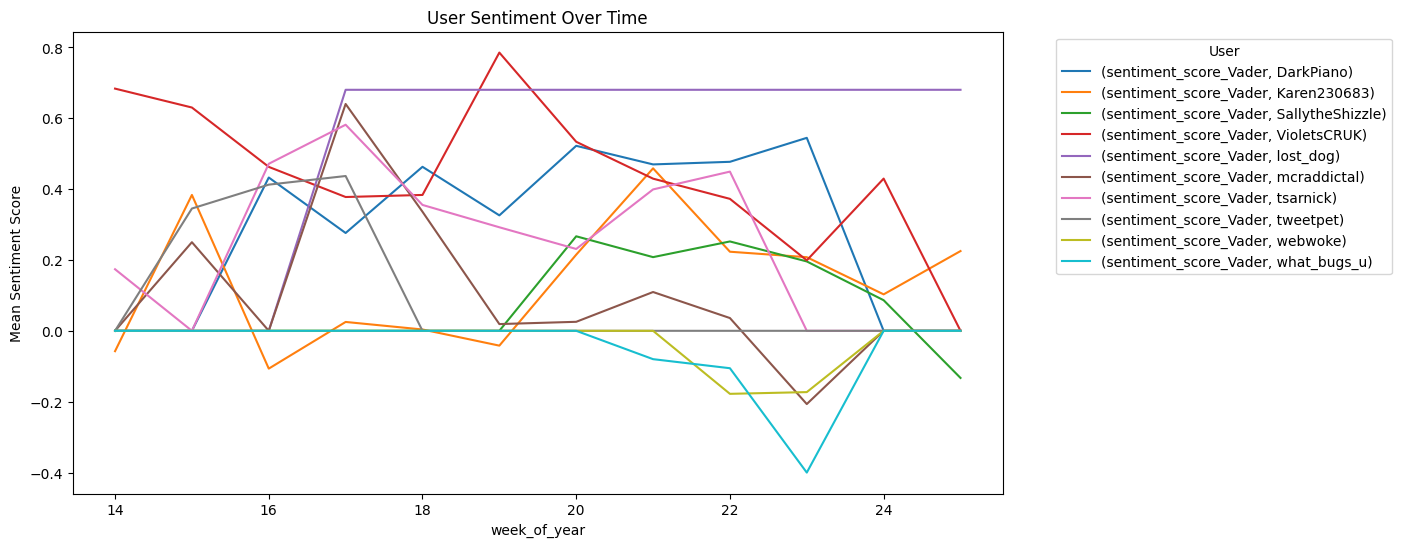 User Sentiment Over Time
Mean Sentiment Score
0.8
0.6
0.4
0.2
0.0
−0.2
−0.4
14 16 18 20 22 24
week_of_year
User
(sentiment_score_Vader, DarkPiano)
(sentiment_score_Vader, Karen230683)
(sentiment_score_Vader, SallytheShizzle)
(sentiment_score_Vader, VioletsCRUK)
(sentiment_score_Vader, lost_dog)
(sentiment_score_Vader, mcraddictal)
(sentiment_score_Vader, tsarnick)
(sentiment_score_Vader, tweetpet)
(sentiment_score_Vader, webwoke)
(sentiment_score_Vader, what_bugs_u)